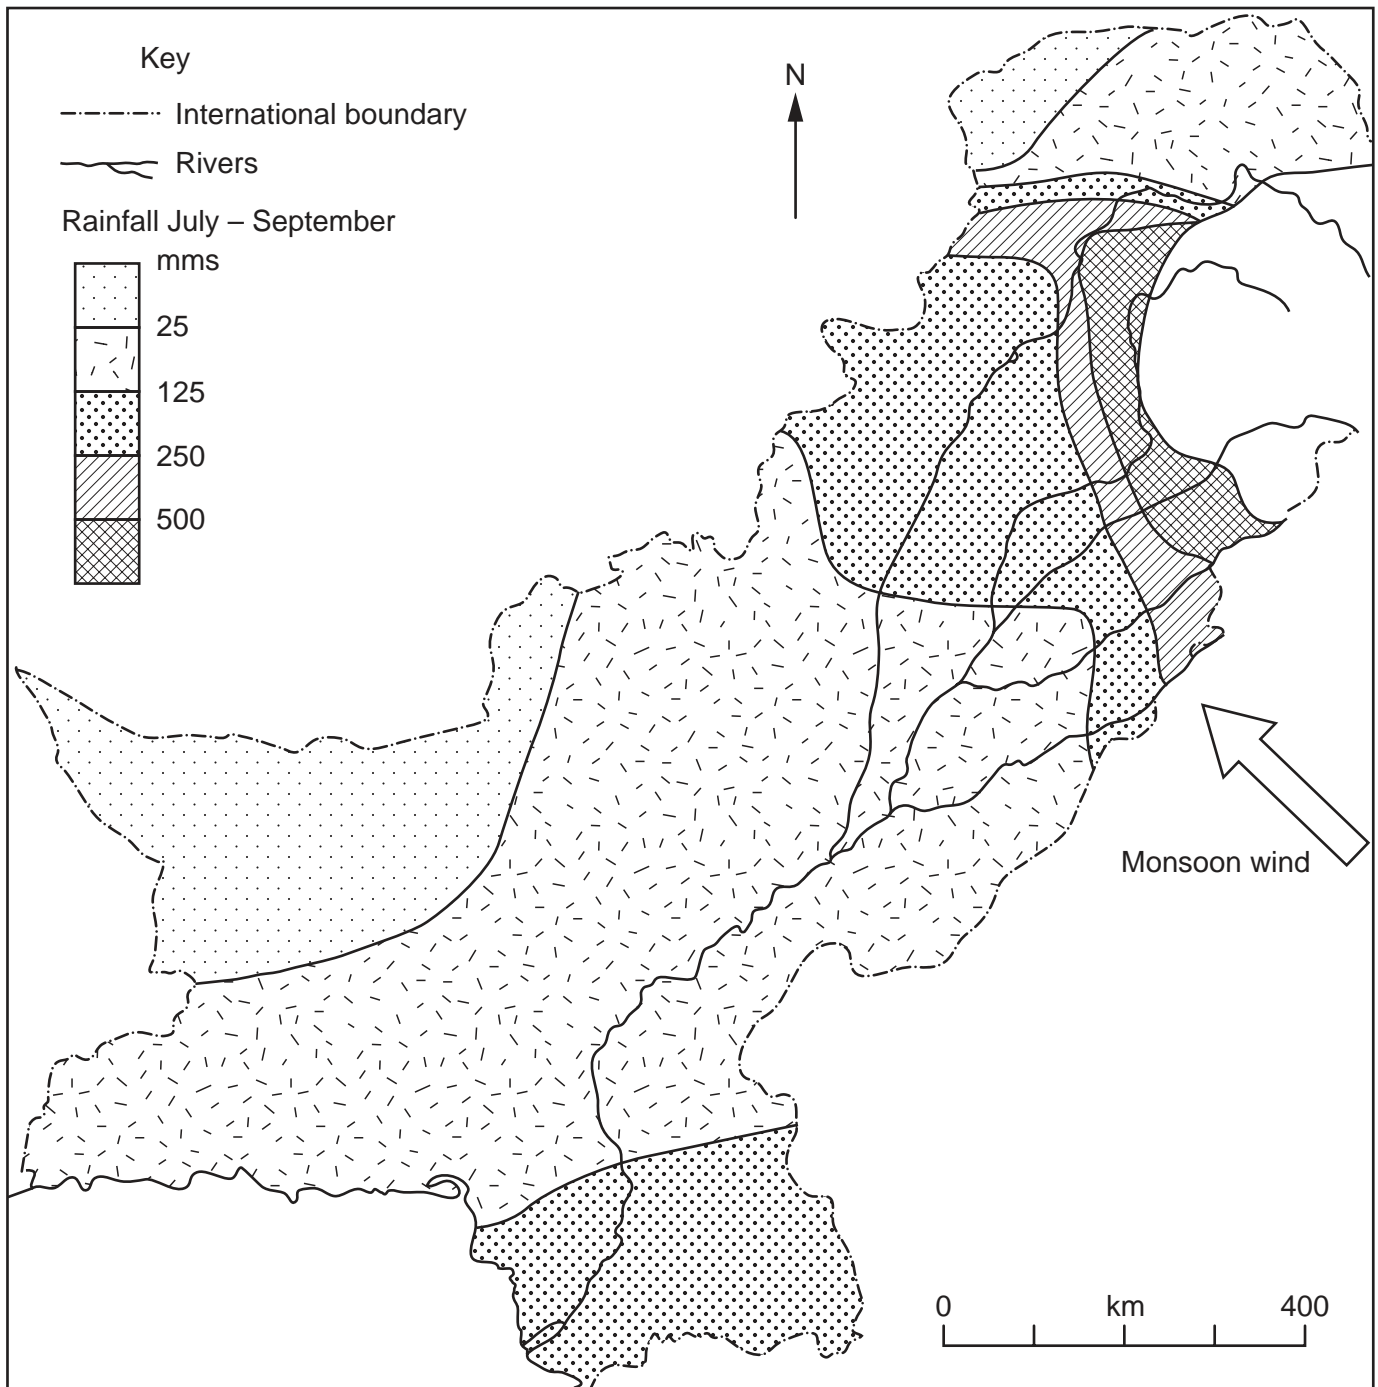 Key
International boundary
Rivers
Rainfall July – September
mms
25
125
250
500
N
Monsoon wind
0 km 400